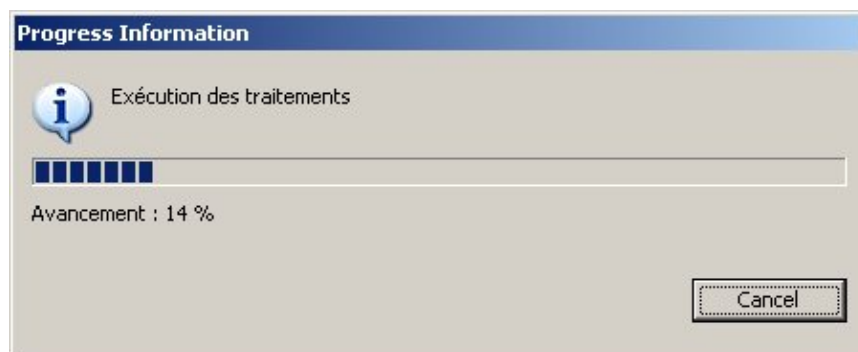 Progress Information
Exécution des traitements
Avancement : 14 %
Cancel